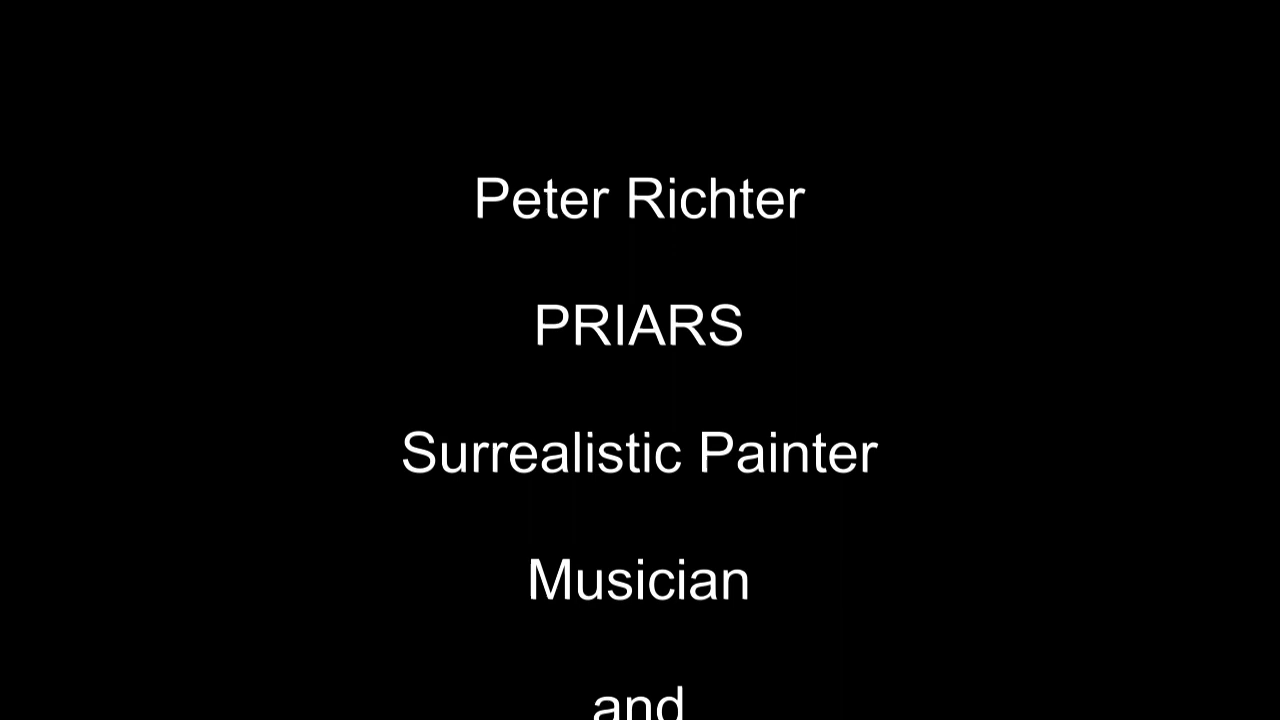 Peter Richter
PRIARS
Surrealistic Painter
Musician
and